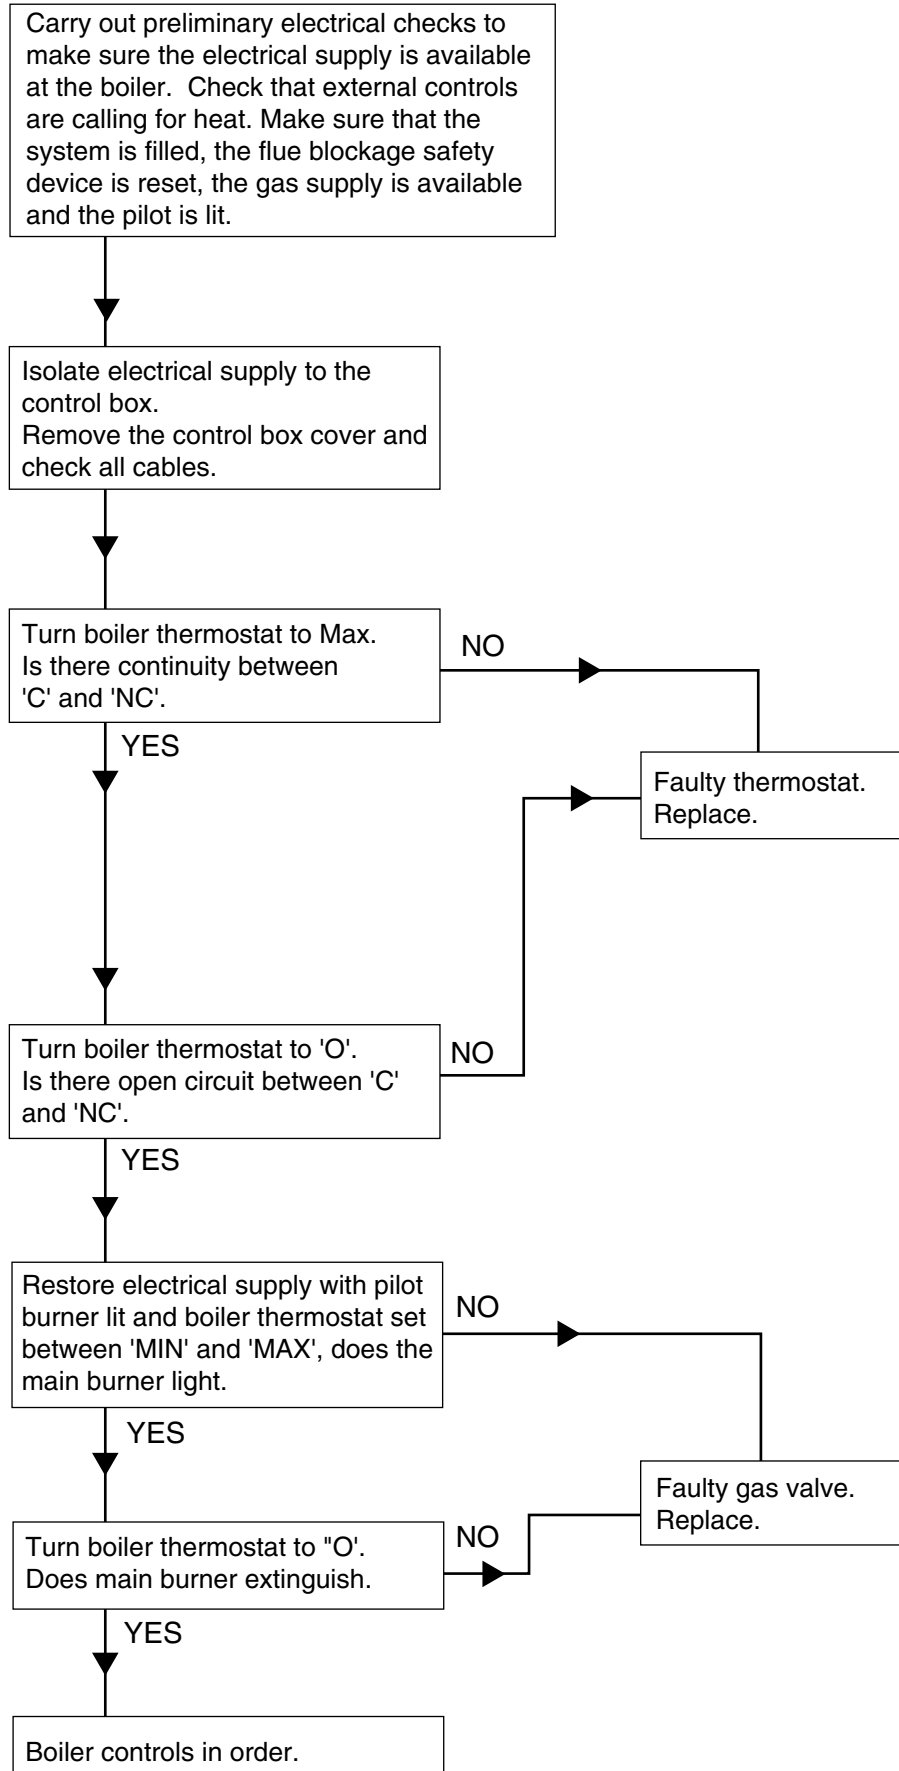 Carry out preliminary electrical checks to
make sure the electrical supply is available
at the boiler.  Check that external controls
are calling for heat. Make sure that the
system is filled, the flue blockage safety
device is reset, the gas supply is available
and the pilot is lit.
Isolate electrical supply to the
control box.
Remove the control box cover and
check all cables.
Turn boiler thermostat to Max.
Is there continuity between
'C' and 'NC'.
NO
YES
Faulty thermostat.
Replace.
Turn boiler thermostat to 'O'.
Is there open circuit between 'C'
and 'NC'.
NO
YES
Restore electrical supply with pilot
burner lit and boiler thermostat set
between 'MIN' and 'MAX', does the
main burner light.
NO
YES
Faulty gas valve.
Replace.
Turn boiler thermostat to "O'.
Does main burner extinguish.
NO
YES
Boiler controls in order.